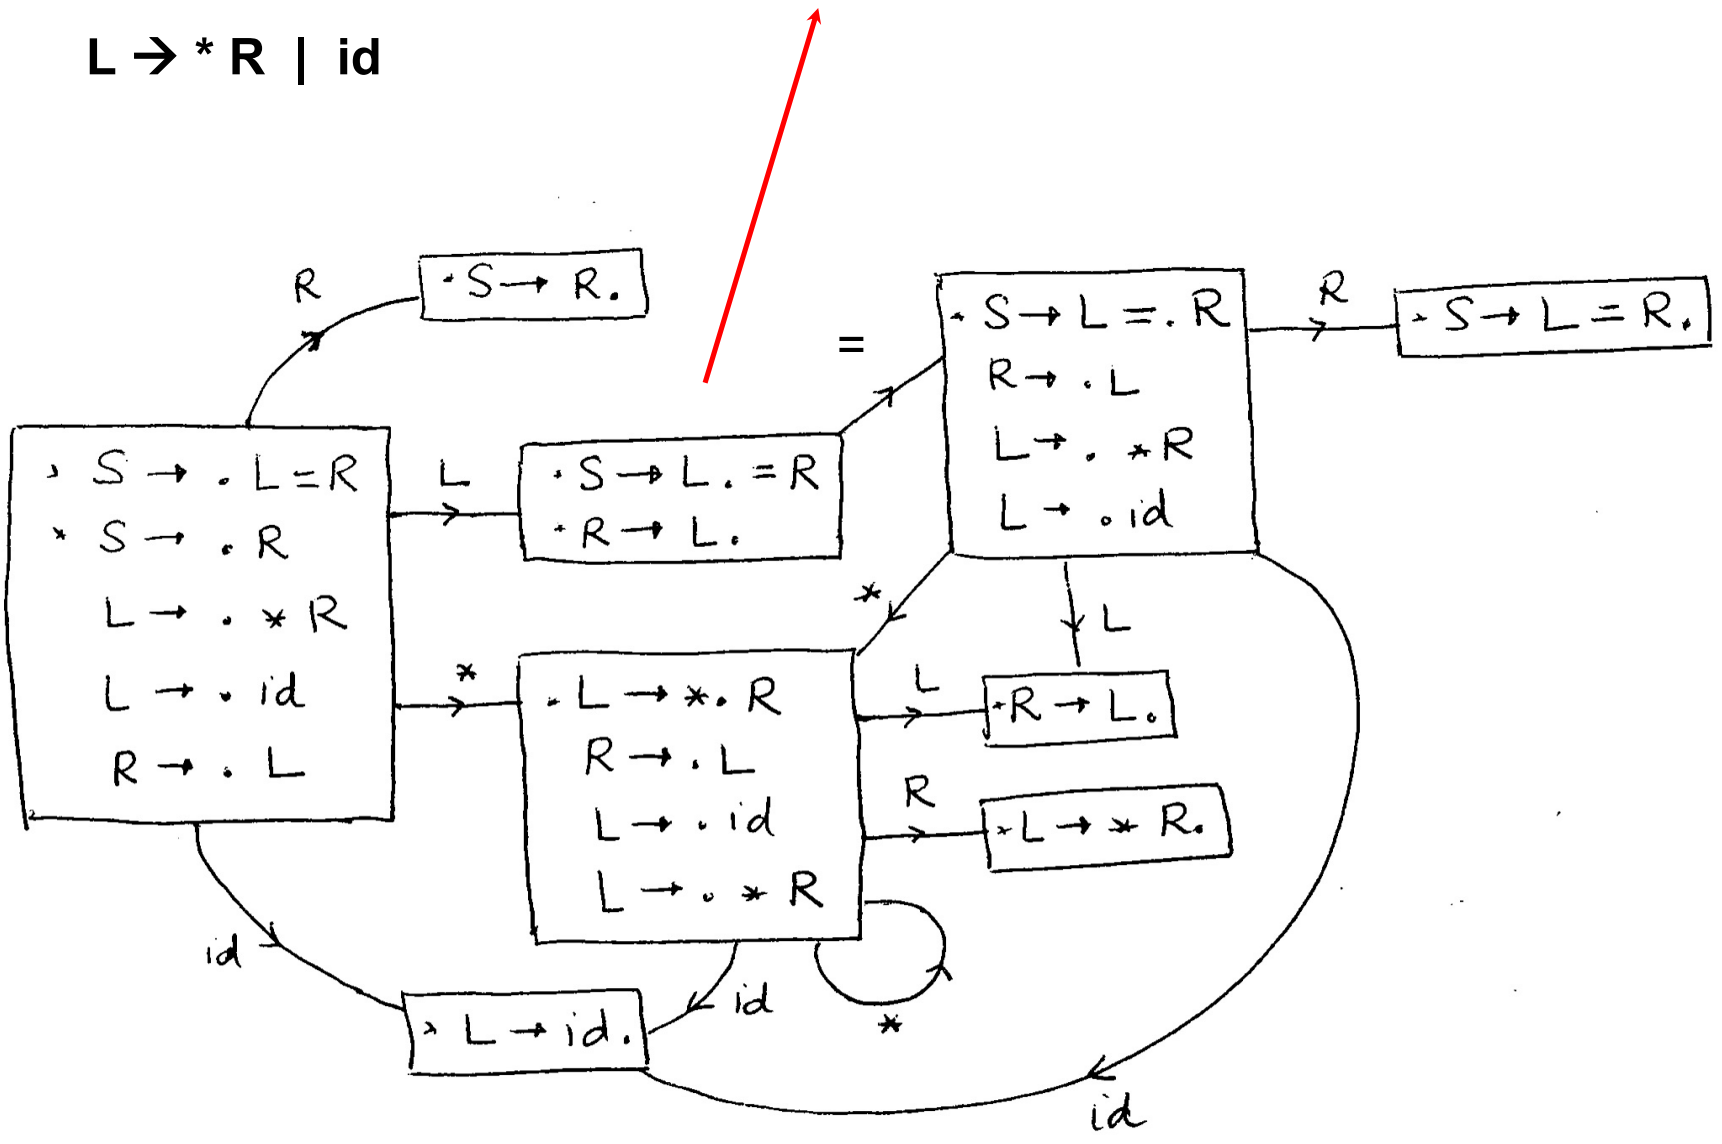 L → * R | id
R
· S → R.
=
· S → L =. R
R → . L
L → . * R
L → . id
R
· S → L = R.
· S → . L = R
* S → . R
L → . * R
L → . id
R → . L
L
· S → L. = R
· R → L.
*
*
· L → *. R
R → . L
L → . id
L → . * R
L
L
· R → L.
R
· L → * R.
id
id
*
· L → id.
id